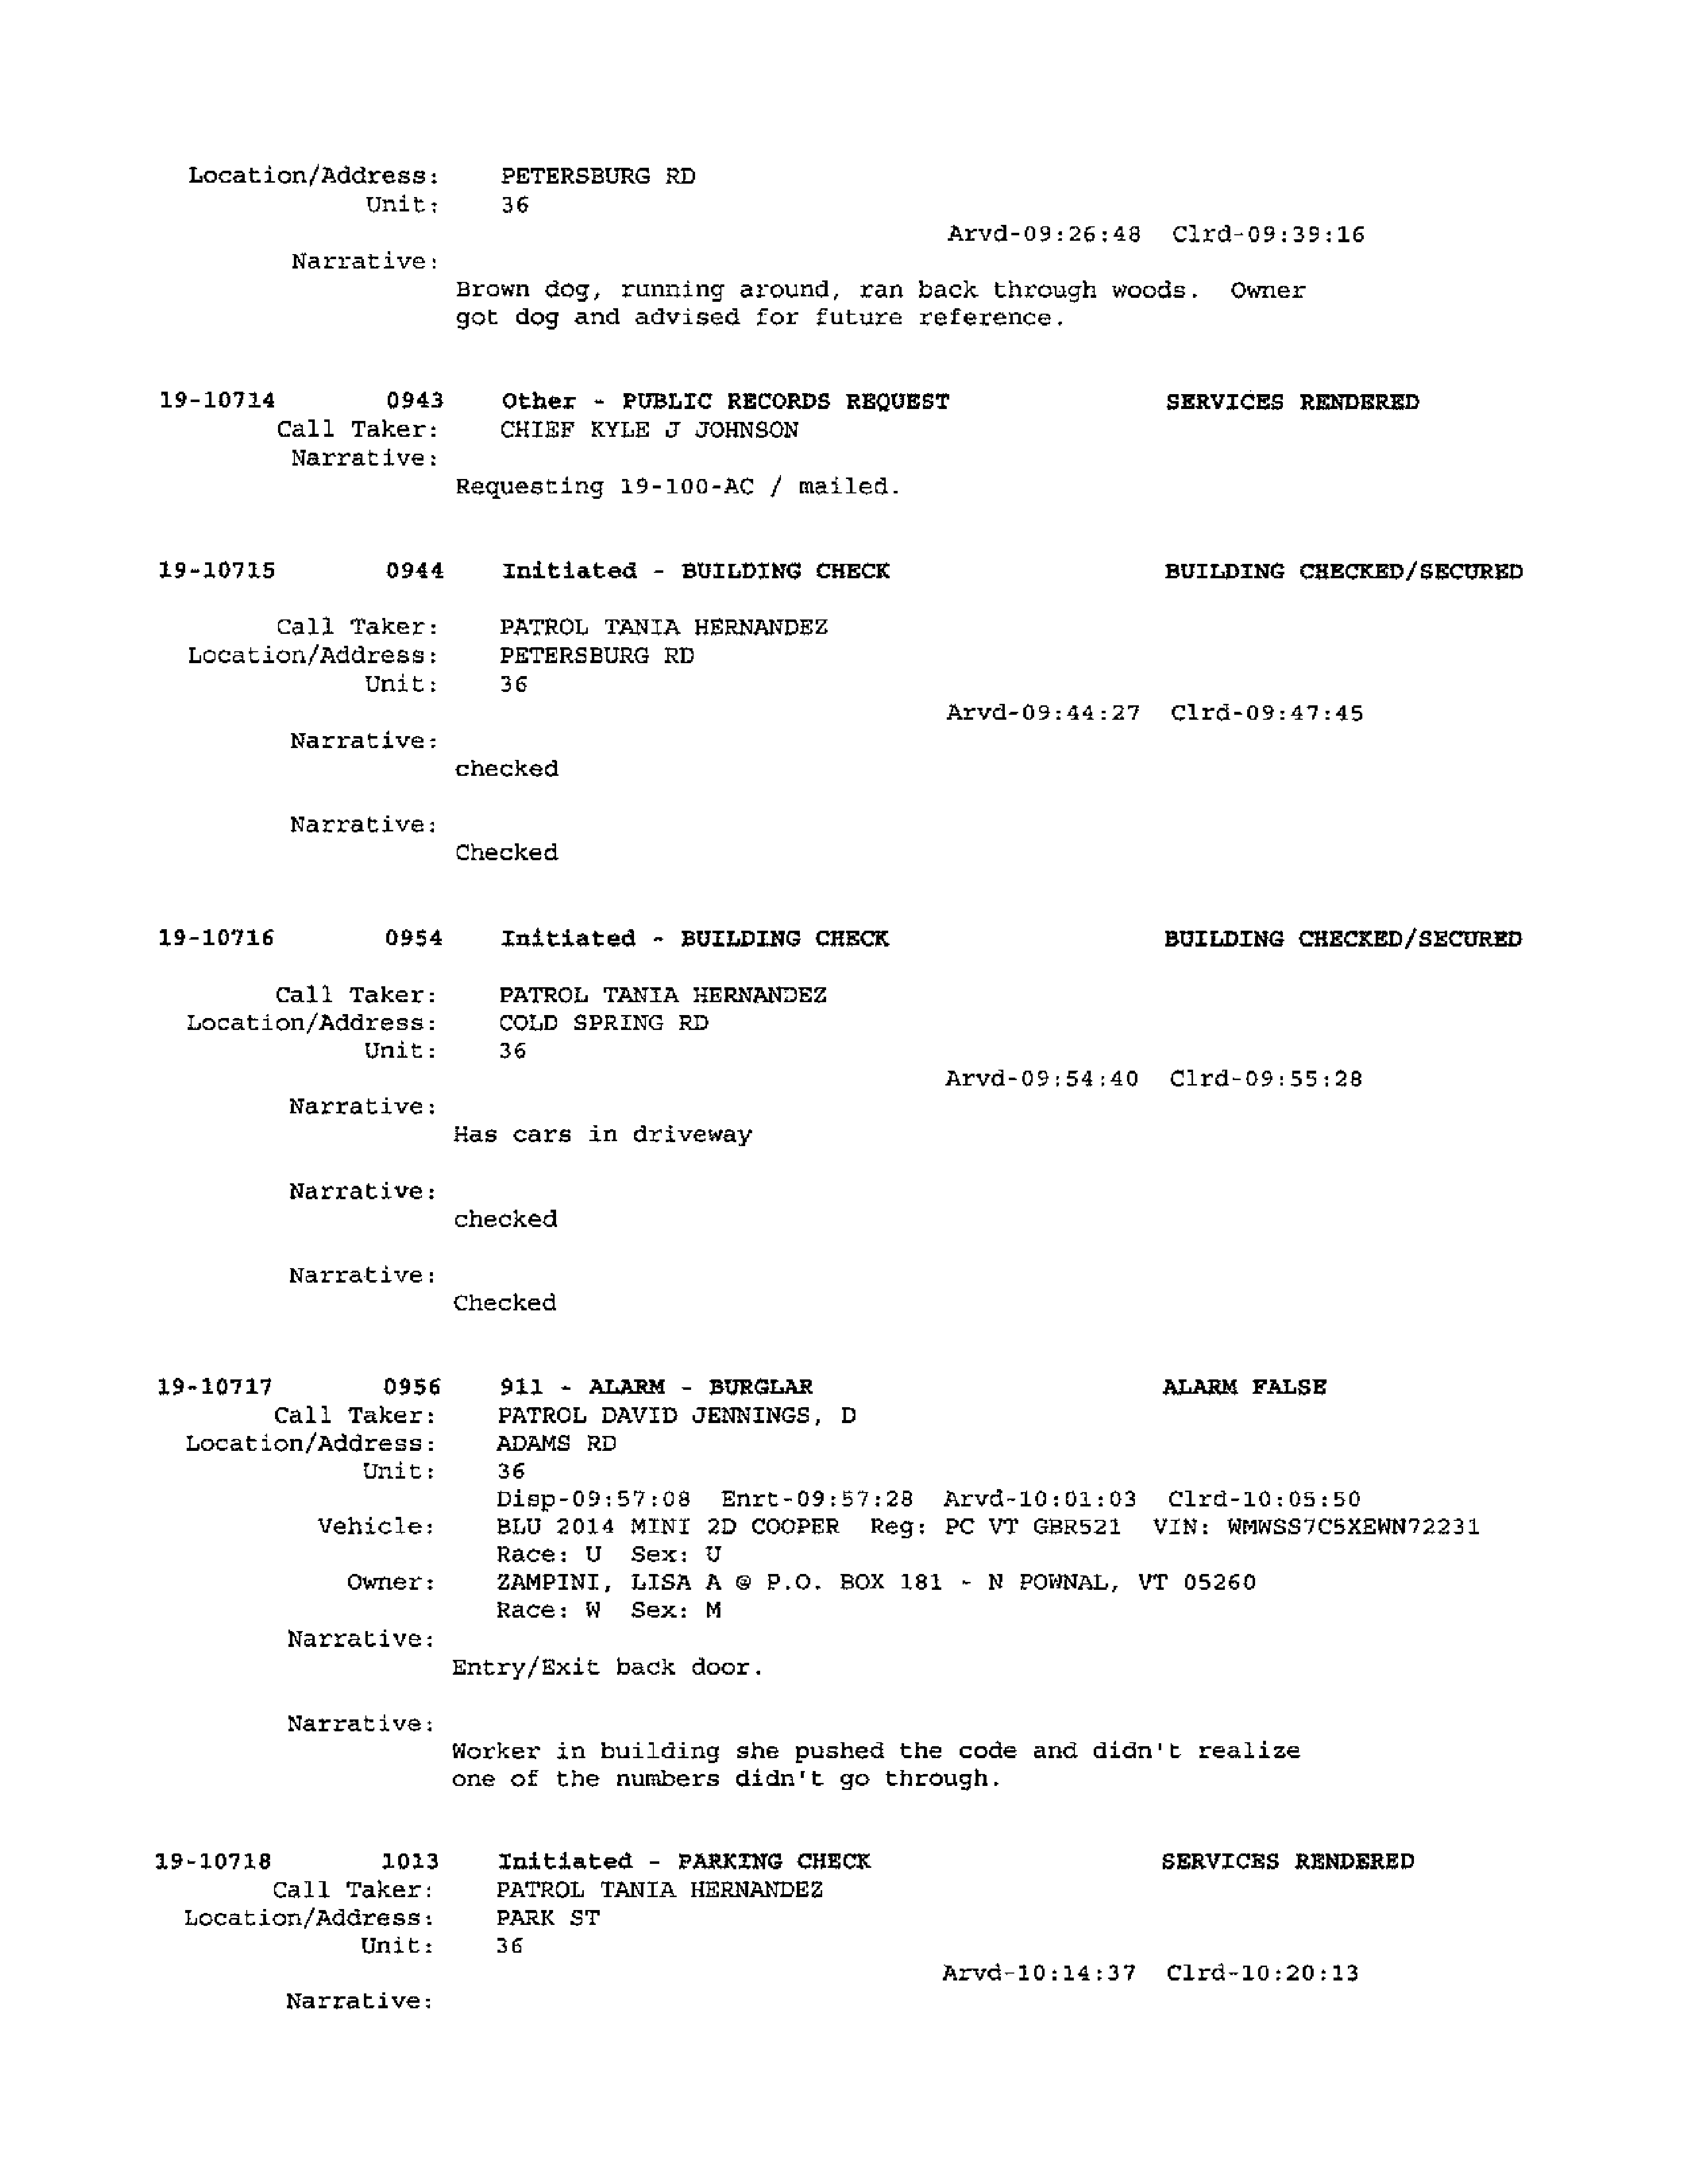 Location/Address: PETERSBURG RD
Unit: 36
Arvd-09:26:48 Clrd-09:39:16
Narrative:
Brown dog, running around, ran back through woods. Owner
got dog and advised for future reference.
19-10714 0943 Other - PUBLIC RECORDS REQUEST SERVICES RENDERED
Call Taker: CHIEF KYLE J JOHNSON
Narrative:
Requesting 19-100-AC / mailed.
19-10715 0944 Initiated - BUILDING CHECK BUILDING CHECKED/SECURED
Call Taker: PATROL TANIA HERNANDEZ
Location/Address: PETERSBURG RD
Unit: 36
Arvd-09:44:27 Clrd-09:47:45
Narrative:
checked
Narrative:
Checked
19-10716 0954 Initiated - BUILDING CHECK BUILDING CHECKED/SECURED
Call Taker: PATROL TANIA HERNANDEZ
Location/Address: COLD SPRING RD
Unit: 36
Arvd-09:54:40 Clrd-09:55:28
Narrative:
Has cars in driveway
Narrative:
checked
Narrative:
Checked
19-10717 0956 911 - ALARM - BURGLAR ALARM FALSE
Call Taker: PATROL DAVID JENNINGS, D
Location/Address: ADAMS RD
Unit: 36
Disp-09:57:08 Enrt-09:57:28 Arvd-10:01:03 Clrd-10:05:50
Vehicle: BLU 2014 MINI 2D COOPER Reg: PC VT GBR521 VIN: WMWSS7C5XEWN72231
Race: U Sex: U
Owner: ZAMPINI, LISA A @ P.O. BOX 181 - N POWNAL, VT 05260
Race: W Sex: M
Narrative:
Entry/Exit back door.
Narrative:
Worker in building she pushed the code and didn't realize
one of the numbers didn't go through.
19-10718 1013 Initiated - PARKING CHECK SERVICES RENDERED
Call Taker: PATROL TANIA HERNANDEZ
Location/Address: PARK ST
Unit: 36
Arvd-10:14:37 Clrd-10:20:13
Narrative: